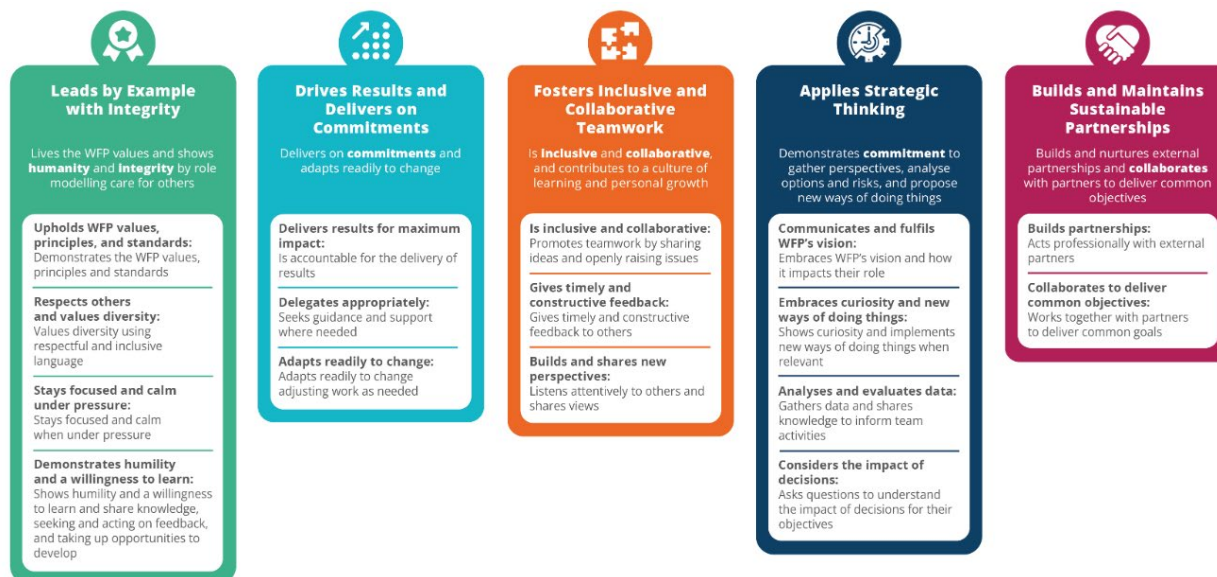 Leads by Example
with Integrity
Lives the WFP values and shows
humanity and integrity by role
modelling care for others
Upholds WFP values,
principles, and standards:
Demonstrates the WFP values,
principles and standards
Respects others
and values diversity:
Values diversity using
respectful and inclusive
language
Stays focused and calm
under pressure:
Stays focused and calm
when under pressure
Demonstrates humility
and a willingness to learn:
Shows humility and a willingness
to learn and share knowledge,
seeking and acting on feedback,
and taking up opportunities to
develop
Drives Results and
Delivers on
Commitments
Delivers on commitments and
adapts readily to change
Delivers results for maximum
impact:
Is accountable for the delivery of
results
Delegates appropriately:
Seeks guidance and support
where needed
Adapts readily to change:
Adapts readily to change
adjusting work as needed
Fosters Inclusive and
Collaborative
Teamwork
Is inclusive and collaborative,
and contributes to a culture of
learning and personal growth
Is inclusive and collaborative:
Promotes teamwork by sharing
ideas and openly raising issues
Gives timely and
constructive feedback:
Gives timely and constructive
feedback to others
Builds and shares new
perspectives:
Listens attentively to others and
shares views
Applies Strategic
Thinking
Demonstrates commitment to
gather perspectives, analyse
options and risks, and propose
new ways of doing things
Communicates and fulfils
WFP's vision:
Embraces WFP's vision and how
it impacts their role
Embraces curiosity and new
ways of doing things:
Shows curiosity and implements
new ways of doing things when
relevant
Analyses and evaluates data:
Gathers data and shares
knowledge to inform team
activities
Considers the impact of
decisions:
Asks questions to understand
the impact of decisions for their
objectives
Builds and Maintains
Sustainable
Partnerships
Builds and nurtures external
partnerships and collaborates
with partners to deliver common
objectives
Builds partnerships:
Acts professionally with external
partners
Collaborates to deliver
common objectives:
Works together with partners
to deliver common goals